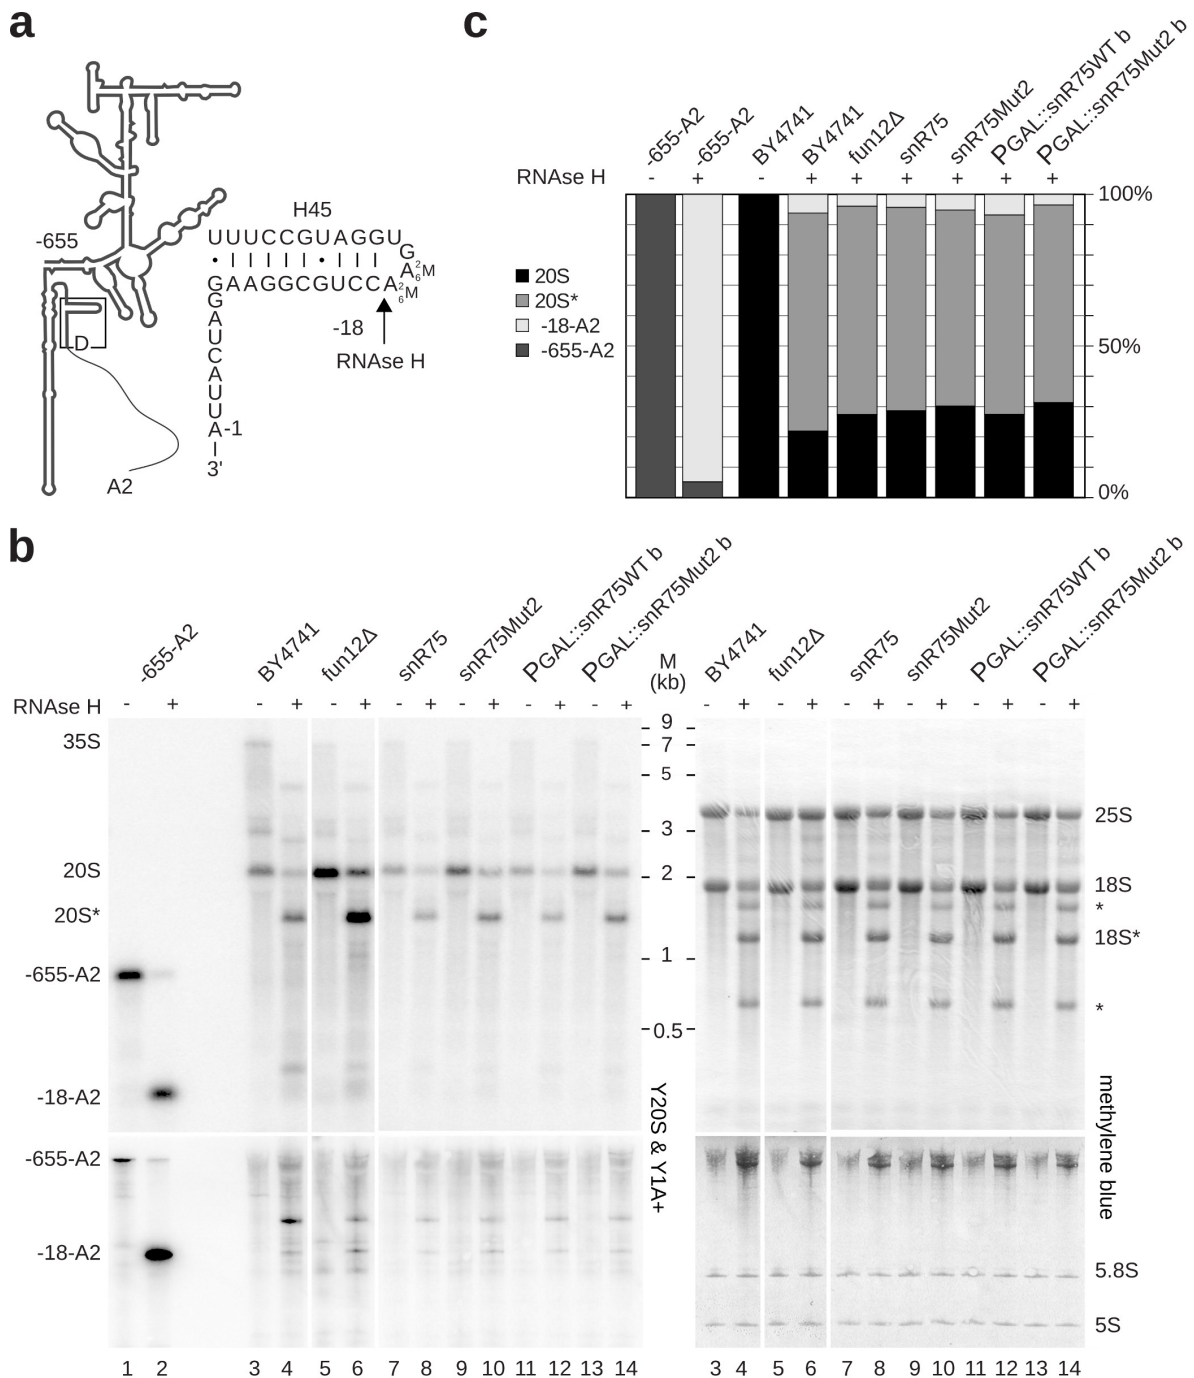 a
-655
D
A2
H45
UUUCCGUAGGU
G
A 2 6 M
GAAGGCGUCCA 2 6 M
G
A
U
C
A
U
U
A-1
3'
-18
RNAse H
c
-655-A2
-655-A2
BY4741
BY4741
fun12Δ
snR75
snR75Mut2
PGAL::snR75WT b
PGAL::snR75Mut2 b
RNAse H - + - + + + + + +
20S
20S*
-18-A2
-655-A2
100%
50%
0%
b
-655-A2
BY4741
fun12Δ
snR75
snR75Mut2
PGAL::snR75WT b
PGAL::snR75Mut2 b
M
(kb)
BY4741
fun12Δ
snR75
snR75Mut2
PGAL::snR75WT b
PGAL::snR75Mut2 b
RNAse H - + - + - + - + - + - + - + - + - + - + - + - + - +
35S
20S
20S*
-655-A2
-18-A2
-655-A2
-18-A2
9
7
5
3
2
1
0.5
Y20S & Y1A+
25S
18S
*
18S*
*
methylene blue
5.8S
5S
1 2 3 4 5 6 7 8 9 10 11 12 13 14
3 4 5 6 7 8 9 10 11 12 13 14